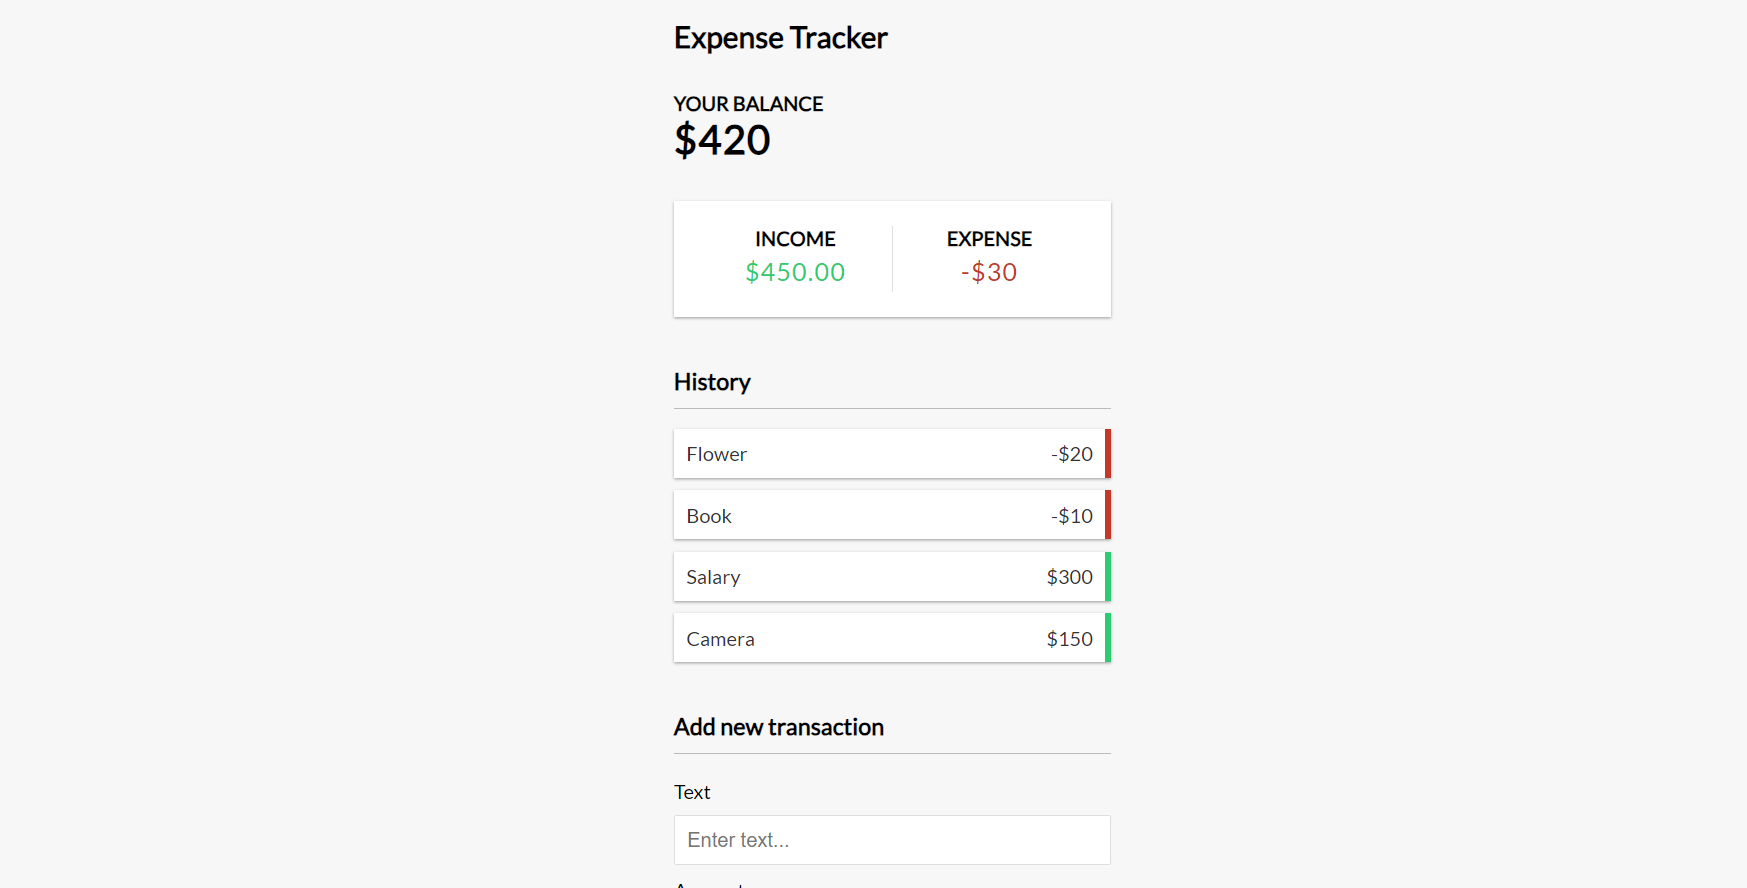 Expense Tracker
YOUR BALANCE
$420
INCOME EXPENSE
$450.00 -$30
History
Flower -$20
Book -$10
Salary $300
Camera $150
Add new transaction
Text
Enter text...